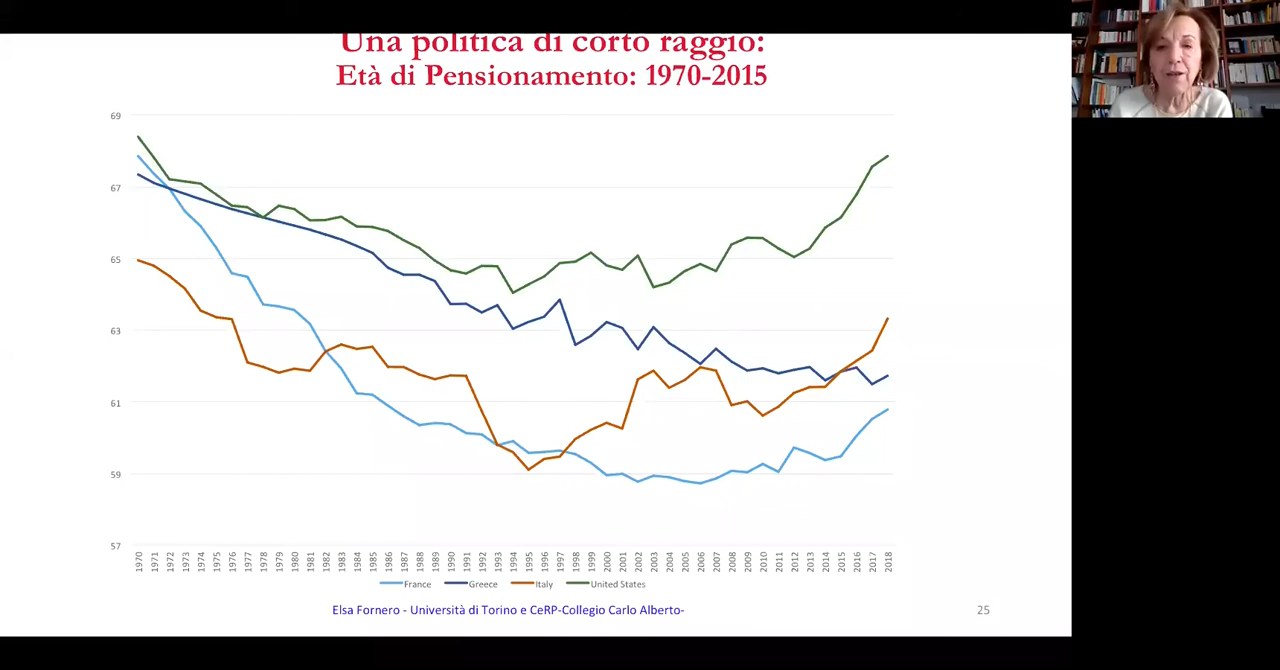 Una politica di corto raggio:
Età di Pensionamento: 1970-2015
69
67
65
63
61
59
57
1970 1971 1972 1973 1974 1975 1976 1977 1978 1979 1980 1981 1982 1983 1984 1985 1986 1987 1988 1989 1990 1991 1992 1993 1994 1995 1996 1997 1998 1999 2000 2001 2002 2003 2004 2005 2006 2007 2008 2009 2010 2011 2012 2013 2014 2015 2016 2017 2018
France Greece Italy United States
Elsa Fornero - Università di Torino e CeRP-Collegio Carlo Alberto-
25